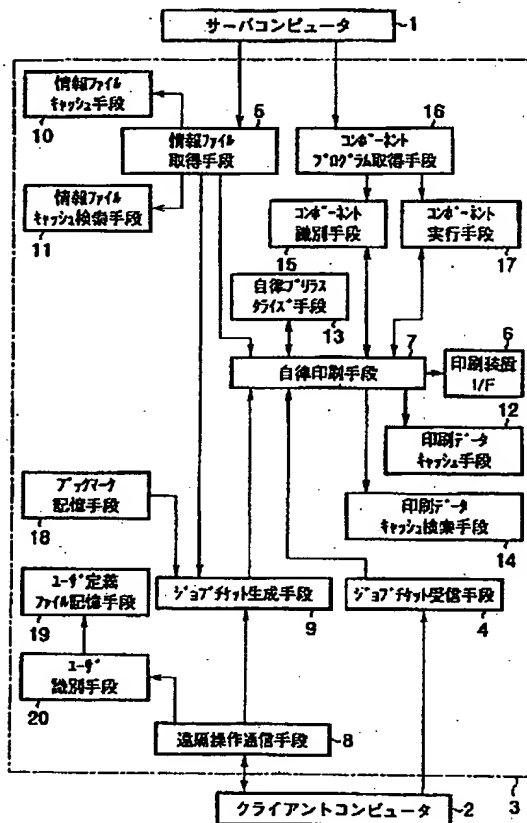 サーバコンピュータ
1
情報ファイル
キャッシュ手段
10
5
情報ファイル
取得手段
16
コンポーネント
プログラム取得手段
情報ファイル
キャッシュ検索手段
11
コンポーネント
識別手段
15
コンポーネント
実行手段
17
自律プリラス
タライズ手段
13
7
自律印刷手段
6
印刷装置
I/F
12
印刷データ
キャッシュ手段
印刷データ
キャッシュ検索手段
14
ブックマーク
記憶手段
18
ユーザ定義
ファイル記憶手段
19
ジョブチケット生成手段
9
ジョブチケット受信手段
4
ユーザ
識別手段
20
遠隔操作通信手段
8
クライアントコンピュータ
2
3